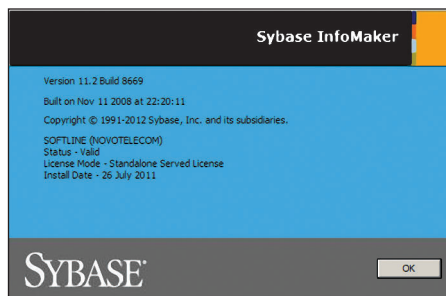 Sybase InfoMaker
Version 11.2 Build 8669
Built on Nov 11 2008 at 22:20:11
Copyright © 1991-2012 Sybase, Inc. and its subsidiaries.
SOFTLINE (NOVOTELECOM)
Status - Valid
License Mode - Standalone Served License
Install Date - 26 July 2011
SYBASE®
OK